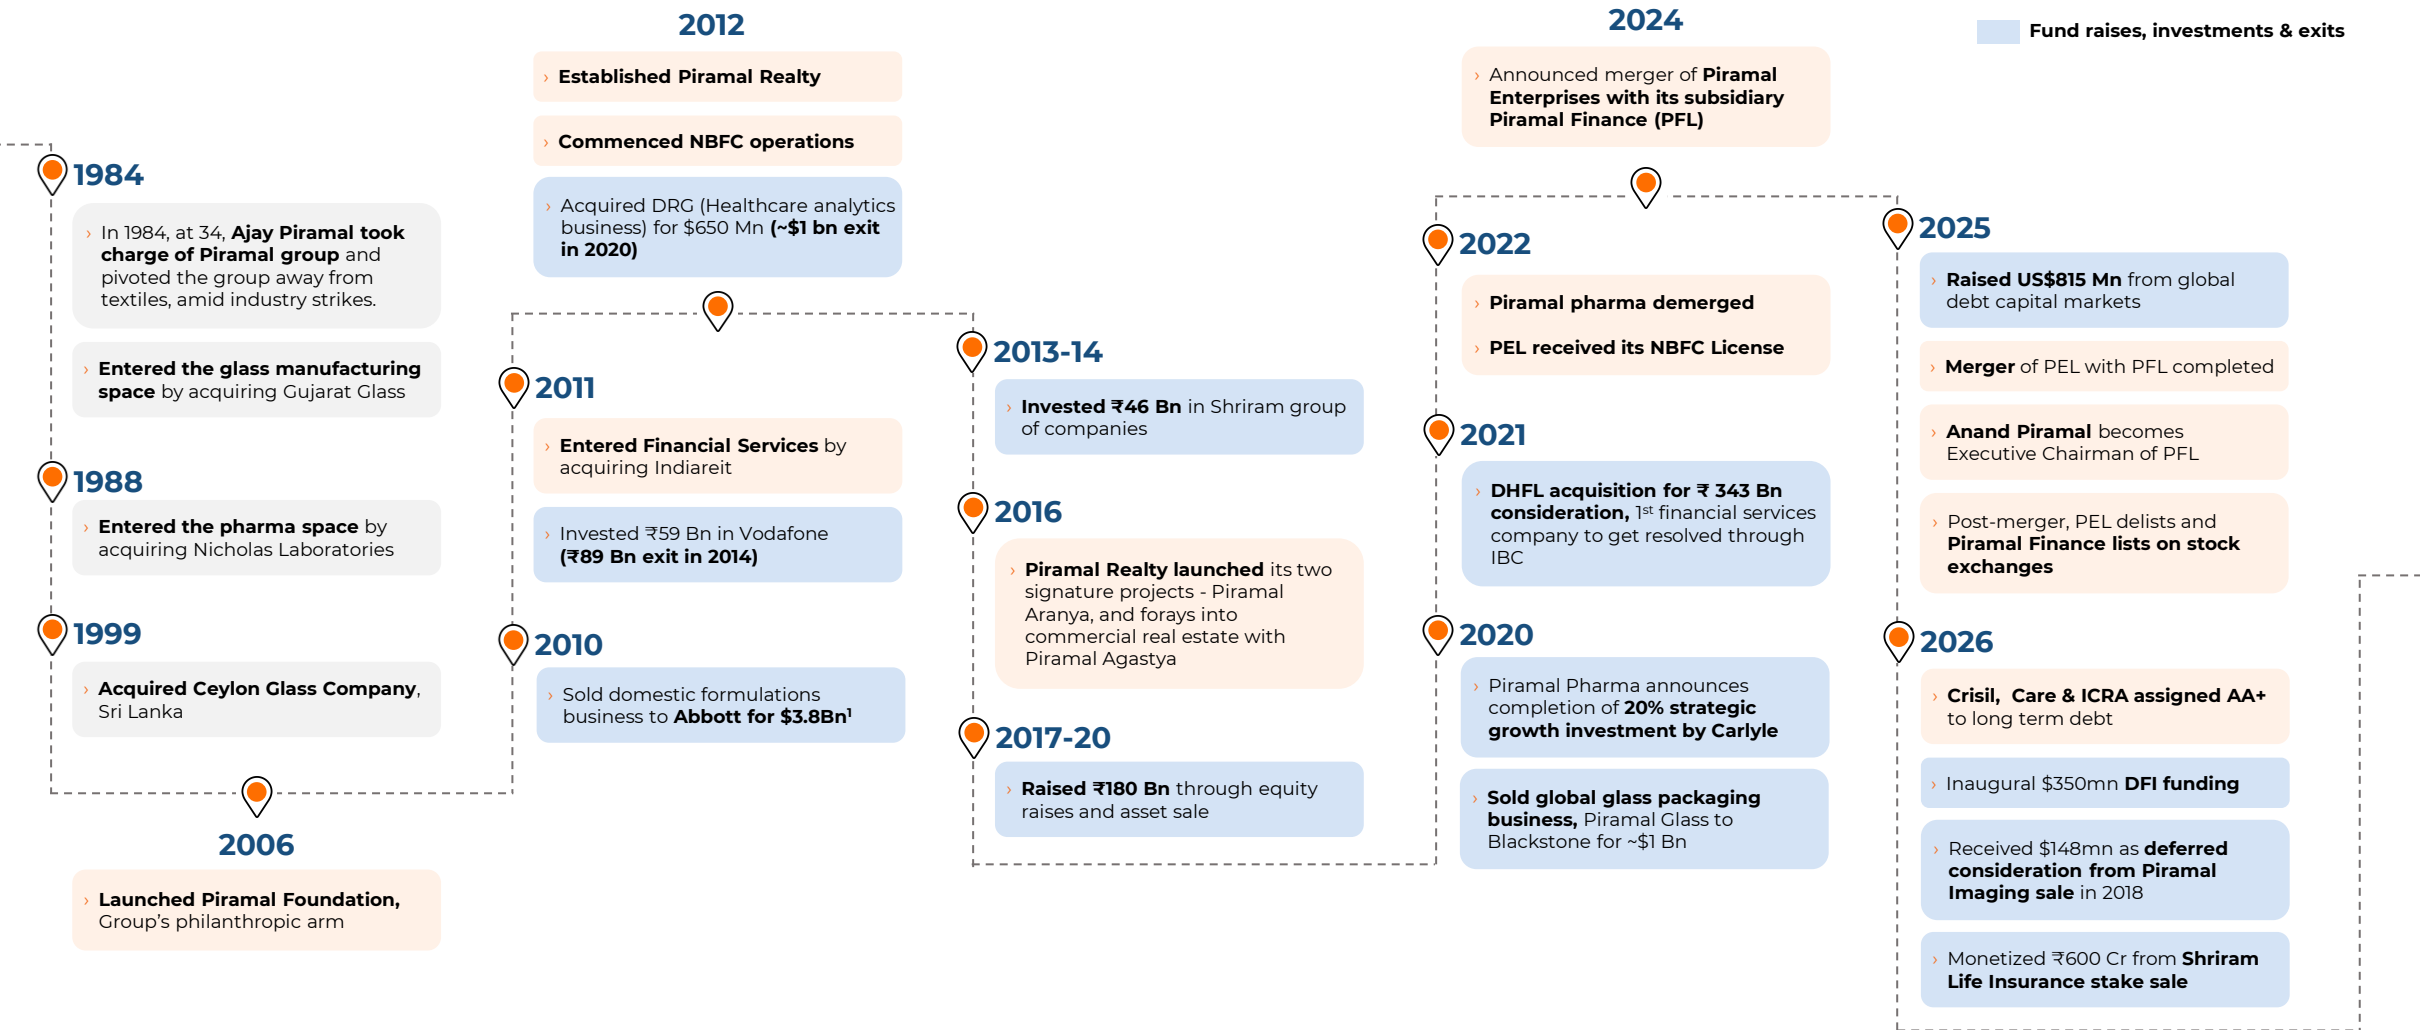 1984
› In 1984, at 34, Ajay Piramal took
charge of Piramal group and
pivoted the group away from
textiles, amid industry strikes.
› Entered the glass manufacturing
space by acquiring Gujarat Glass
1988
› Entered the pharma space by
acquiring Nicholas Laboratories
1999
› Acquired Ceylon Glass Company,
Sri Lanka
2006
› Launched Piramal Foundation,
Group’s philanthropic arm
2010
› Sold domestic formulations
business to Abbott for $3.8Bn¹
2011
› Entered Financial Services by
acquiring Indiareit
› Invested ₹59 Bn in Vodafone
(₹89 Bn exit in 2014)
2012
› Established Piramal Realty
› Commenced NBFC operations
› Acquired DRG (Healthcare analytics
business) for $650 Mn (~$1 bn exit
in 2020)
2013-14
› Invested ₹46 Bn in Shriram group
of companies
2016
› Piramal Realty launched its two
signature projects - Piramal
Aranya, and forays into
commercial real estate with
Piramal Agastya
2017-20
› Raised ₹180 Bn through equity
raises and asset sale
2020
› Piramal Pharma announces
completion of 20% strategic
growth investment by Carlyle
› Sold global glass packaging
business, Piramal Glass to
Blackstone for ~$1 Bn
2021
› DHFL acquisition for ₹ 343 Bn
consideration, 1st financial services
company to get resolved through
IBC
2022
› Piramal pharma demerged
› PEL received its NBFC License
2024
› Announced merger of Piramal
Enterprises with its subsidiary
Piramal Finance (PFL)
2025
› Raised US$815 Mn from global
debt capital markets
› Merger of PEL with PFL completed
› Anand Piramal becomes
Executive Chairman of PFL
› Post-merger, PEL delists and
Piramal Finance lists on stock
exchanges
2026
› Crisil, Care & ICRA assigned AA+
to long term debt
› Inaugural $350mn DFI funding
› Received $148mn as deferred
consideration from Piramal
Imaging sale in 2018
› Monetized ₹600 Cr from Shriram
Life Insurance stake sale
Fund raises, investments & exits